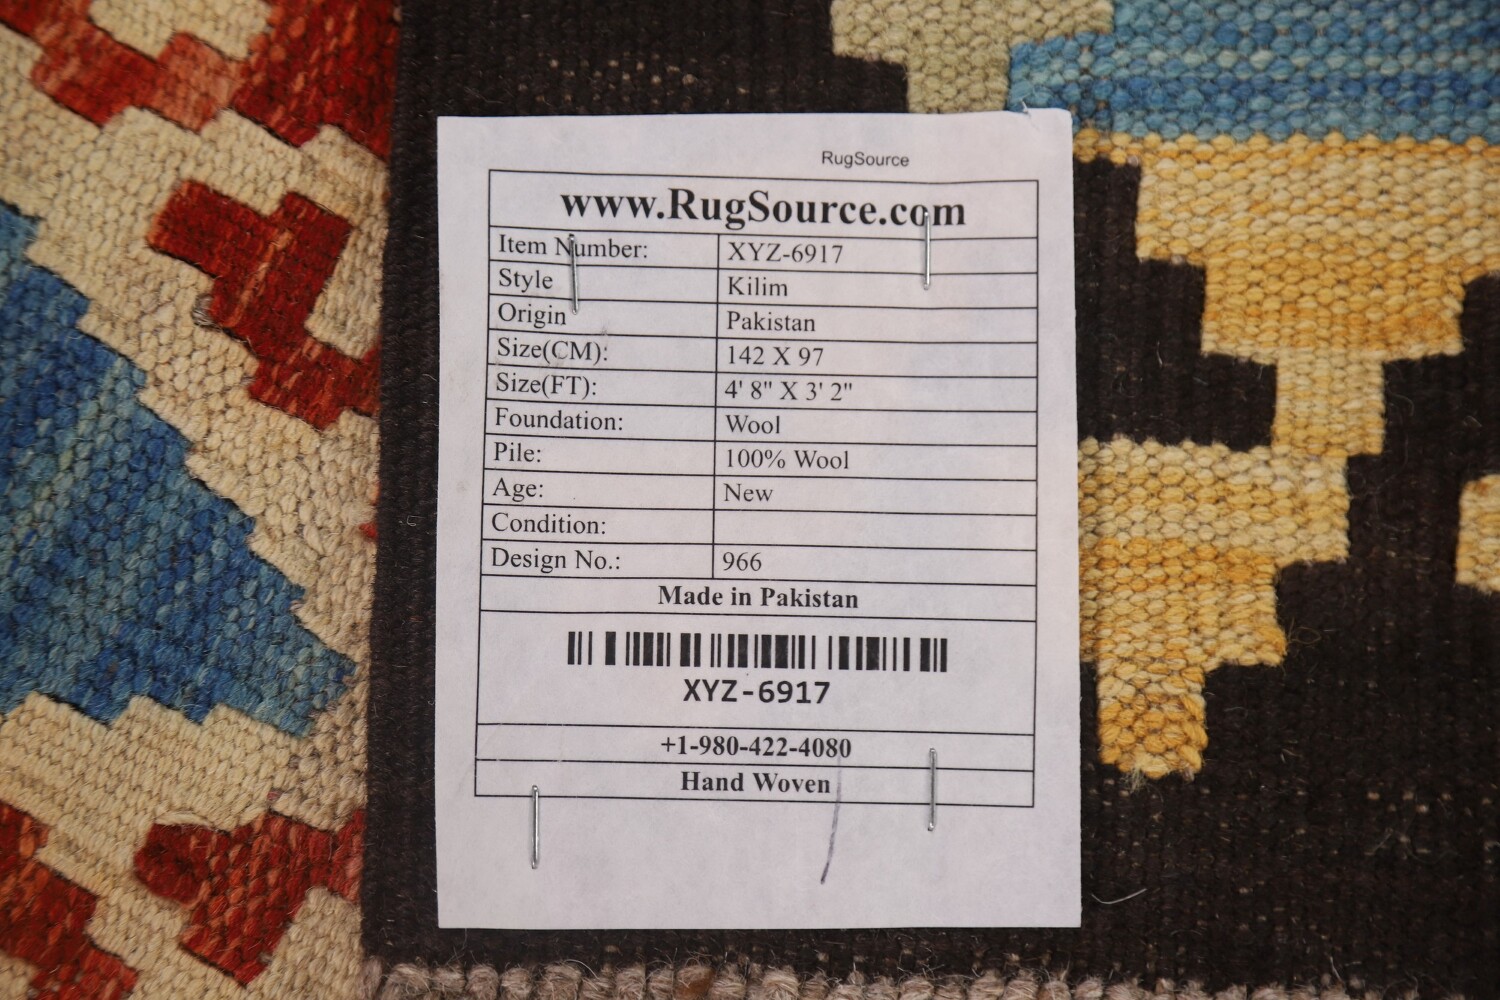 RugSource
www.RugSource.com
Item Number: XYZ-6917
Style Kilim
Origin Pakistan
Size(CM): 142 X 97
Size(FT): 4' 8" X 3' 2"
Foundation: Wool
Pile: 100% Wool
Age: New
Condition:
Design No.: 966
Made in Pakistan
XYZ-6917
+1-980-422-4080
Hand Woven